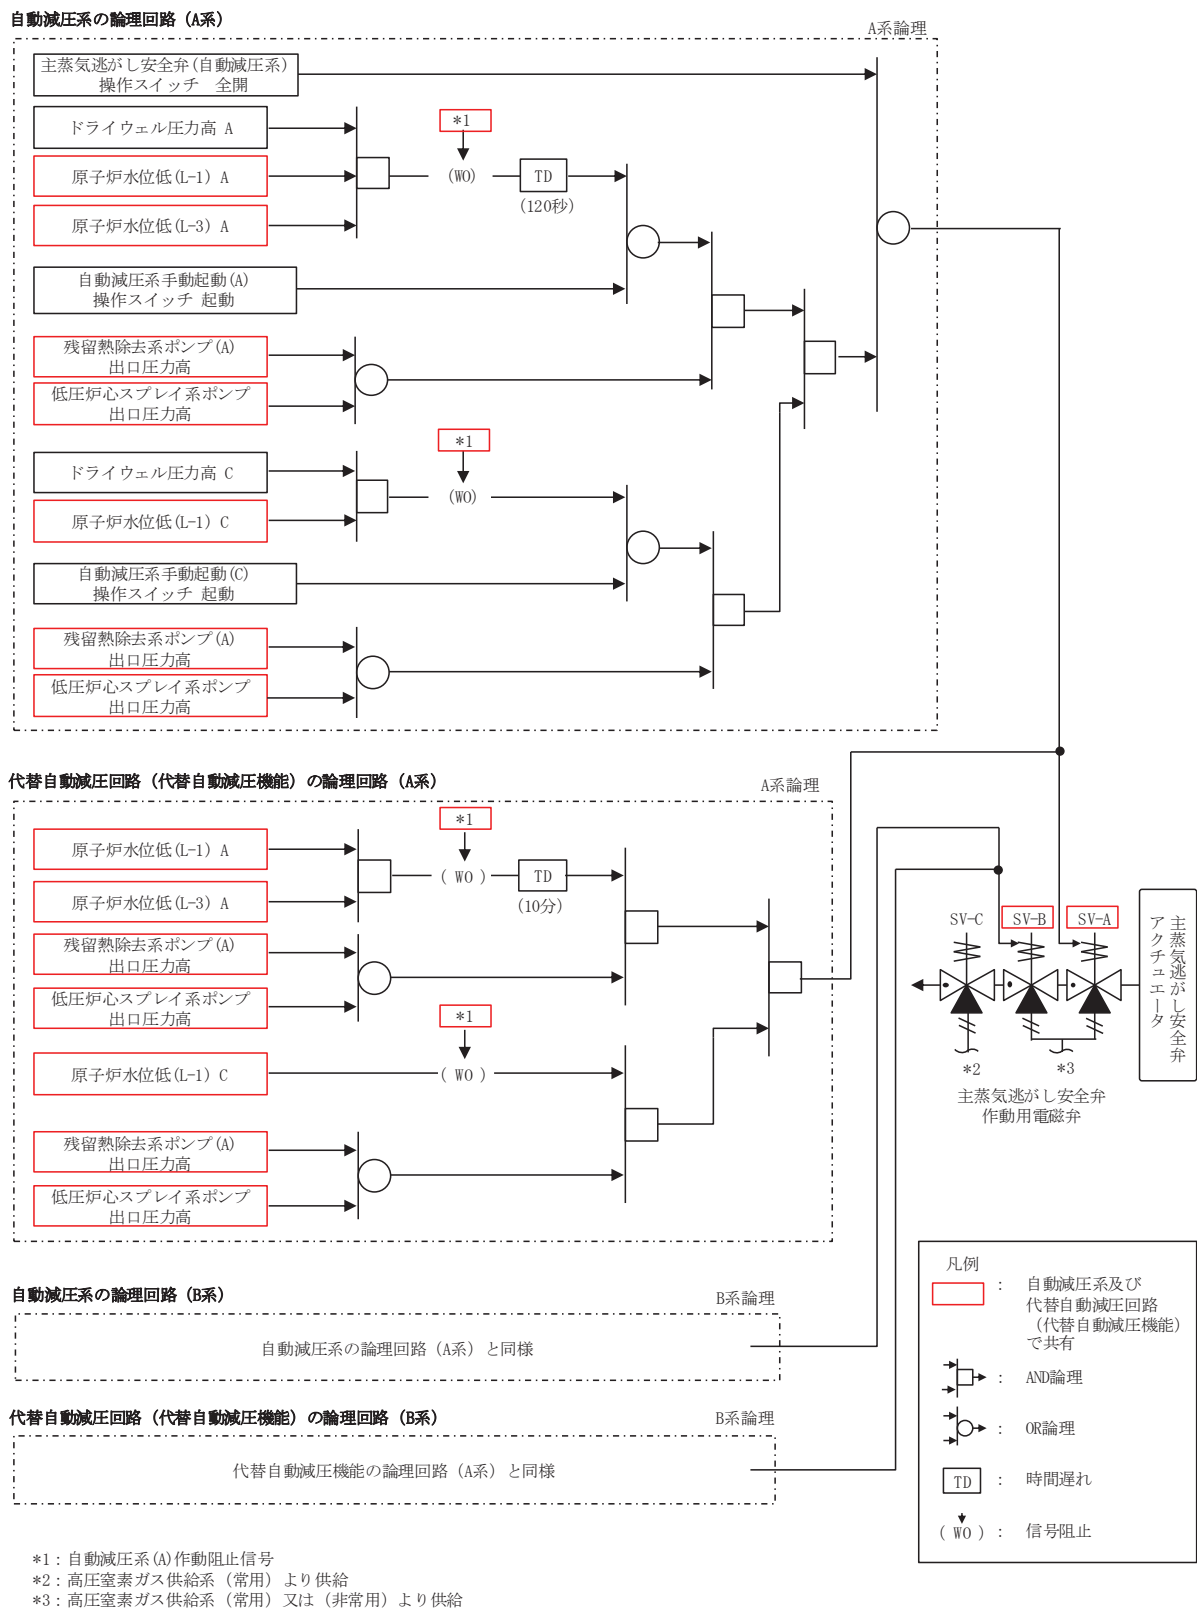 自動減圧系の論理回路（A系）
A系論理
主蒸気逃がし安全弁(自動減圧系)
操作スイッチ　全開
ドライウェル圧力高 A
原子炉水位低(L-1) A
原子炉水位低(L-3) A
*1
(WO)
TD
(120秒)
自動減圧系手動起動(A)
操作スイッチ 起動
残留熱除去系ポンプ(A)
出口圧力高
低圧炉心スプレイ系ポンプ
出口圧力高
ドライウェル圧力高 C
原子炉水位低(L-1) C
*1
(WO)
自動減圧系手動起動(C)
操作スイッチ 起動
残留熱除去系ポンプ(A)
出口圧力高
低圧炉心スプレイ系ポンプ
出口圧力高
代替自動減圧回路（代替自動減圧機能）の論理回路（A系）
A系論理
原子炉水位低(L-1) A
原子炉水位低(L-3) A
*1
( WO )
TD
(10分)
残留熱除去系ポンプ(A)
出口圧力高
低圧炉心スプレイ系ポンプ
出口圧力高
*1
原子炉水位低(L-1) C
( WO )
残留熱除去系ポンプ(A)
出口圧力高
低圧炉心スプレイ系ポンプ
出口圧力高
SV-C
SV-B
SV-A
主蒸気逃がし安全弁
アクチュエータ
*2
*3
主蒸気逃がし安全弁
作動用電磁弁
自動減圧系の論理回路（B系）
B系論理
自動減圧系の論理回路（A系）と同様
代替自動減圧回路（代替自動減圧機能）の論理回路（B系）
B系論理
代替自動減圧機能の論理回路（A系）と同様
凡例
： 自動減圧系及び
代替自動減圧回路
（代替自動減圧機能）
で共有
： AND論理
： OR論理
TD ： 時間遅れ
( WO ) ： 信号阻止
*1：自動減圧系(A)作動阻止信号
*2：高圧窒素ガス供給系（常用）より供給
*3：高圧窒素ガス供給系（常用）又は（非常用）より供給